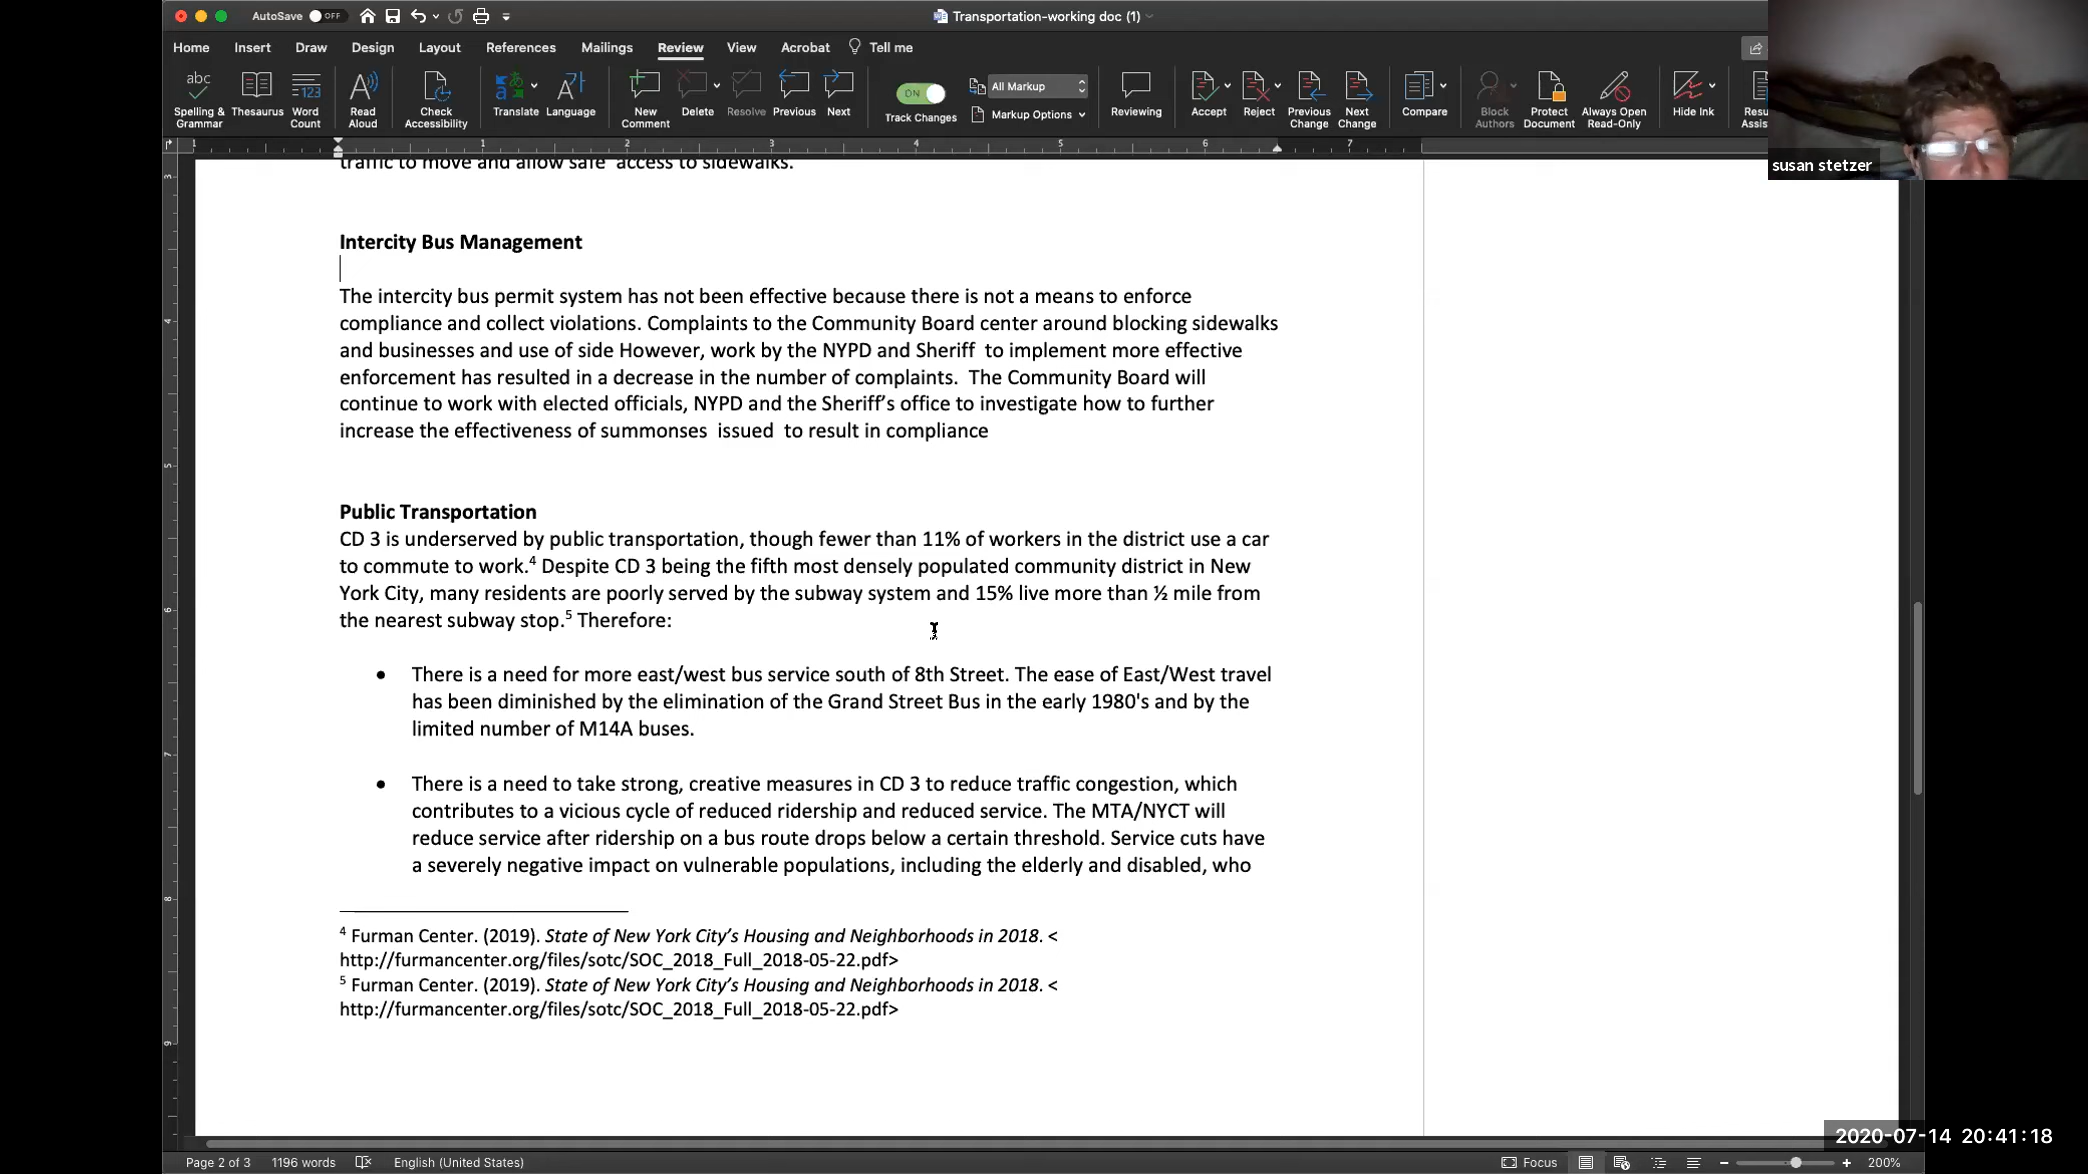 AutoSave OFF
Transportation-working doc (1)
Home Insert Draw Design Layout References Mailings Review View Acrobat Tell me
abc
Spelling & Grammar
Thesaurus
123
Word Count
Read Aloud
Check Accessibility
Translate
Language
New Comment
Delete
Resolve
Previous
Next
ON
Track Changes
All Markup
Markup Options
Reviewing
Accept
Reject
Previous Change
Next Change
Compare
Block Authors
Protect Document
Always Open Read-Only
Hide Ink
susan stetzer
1 1 2 3 4 5 6 7
traffic to move and allow safe access to sidewalks.
Intercity Bus Management
The intercity bus permit system has not been effective because there is not a means to enforce
compliance and collect violations. Complaints to the Community Board center around blocking sidewalks
and businesses and use of side However, work by the NYPD and Sheriff to implement more effective
enforcement has resulted in a decrease in the number of complaints. The Community Board will
continue to work with elected officials, NYPD and the Sheriff's office to investigate how to further
increase the effectiveness of summonses issued to result in compliance
Public Transportation
CD 3 is underserved by public transportation, though fewer than 11% of workers in the district use a car
to commute to work.4 Despite CD 3 being the fifth most densely populated community district in New
York City, many residents are poorly served by the subway system and 15% live more than ½ mile from
the nearest subway stop.5 Therefore:
• There is a need for more east/west bus service south of 8th Street. The ease of East/West travel
has been diminished by the elimination of the Grand Street Bus in the early 1980's and by the
limited number of M14A buses.
• There is a need to take strong, creative measures in CD 3 to reduce traffic congestion, which
contributes to a vicious cycle of reduced ridership and reduced service. The MTA/NYCT will
reduce service after ridership on a bus route drops below a certain threshold. Service cuts have
a severely negative impact on vulnerable populations, including the elderly and disabled, who
4 Furman Center. (2019). State of New York City's Housing and Neighborhoods in 2018. <
http://furmancenter.org/files/sotc/SOC_2018_Full_2018-05-22.pdf>
5 Furman Center. (2019). State of New York City's Housing and Neighborhoods in 2018. <
http://furmancenter.org/files/sotc/SOC_2018_Full_2018-05-22.pdf>
2020-07-14 20:41:18
Page 2 of 3 1196 words English (United States) Focus 200%